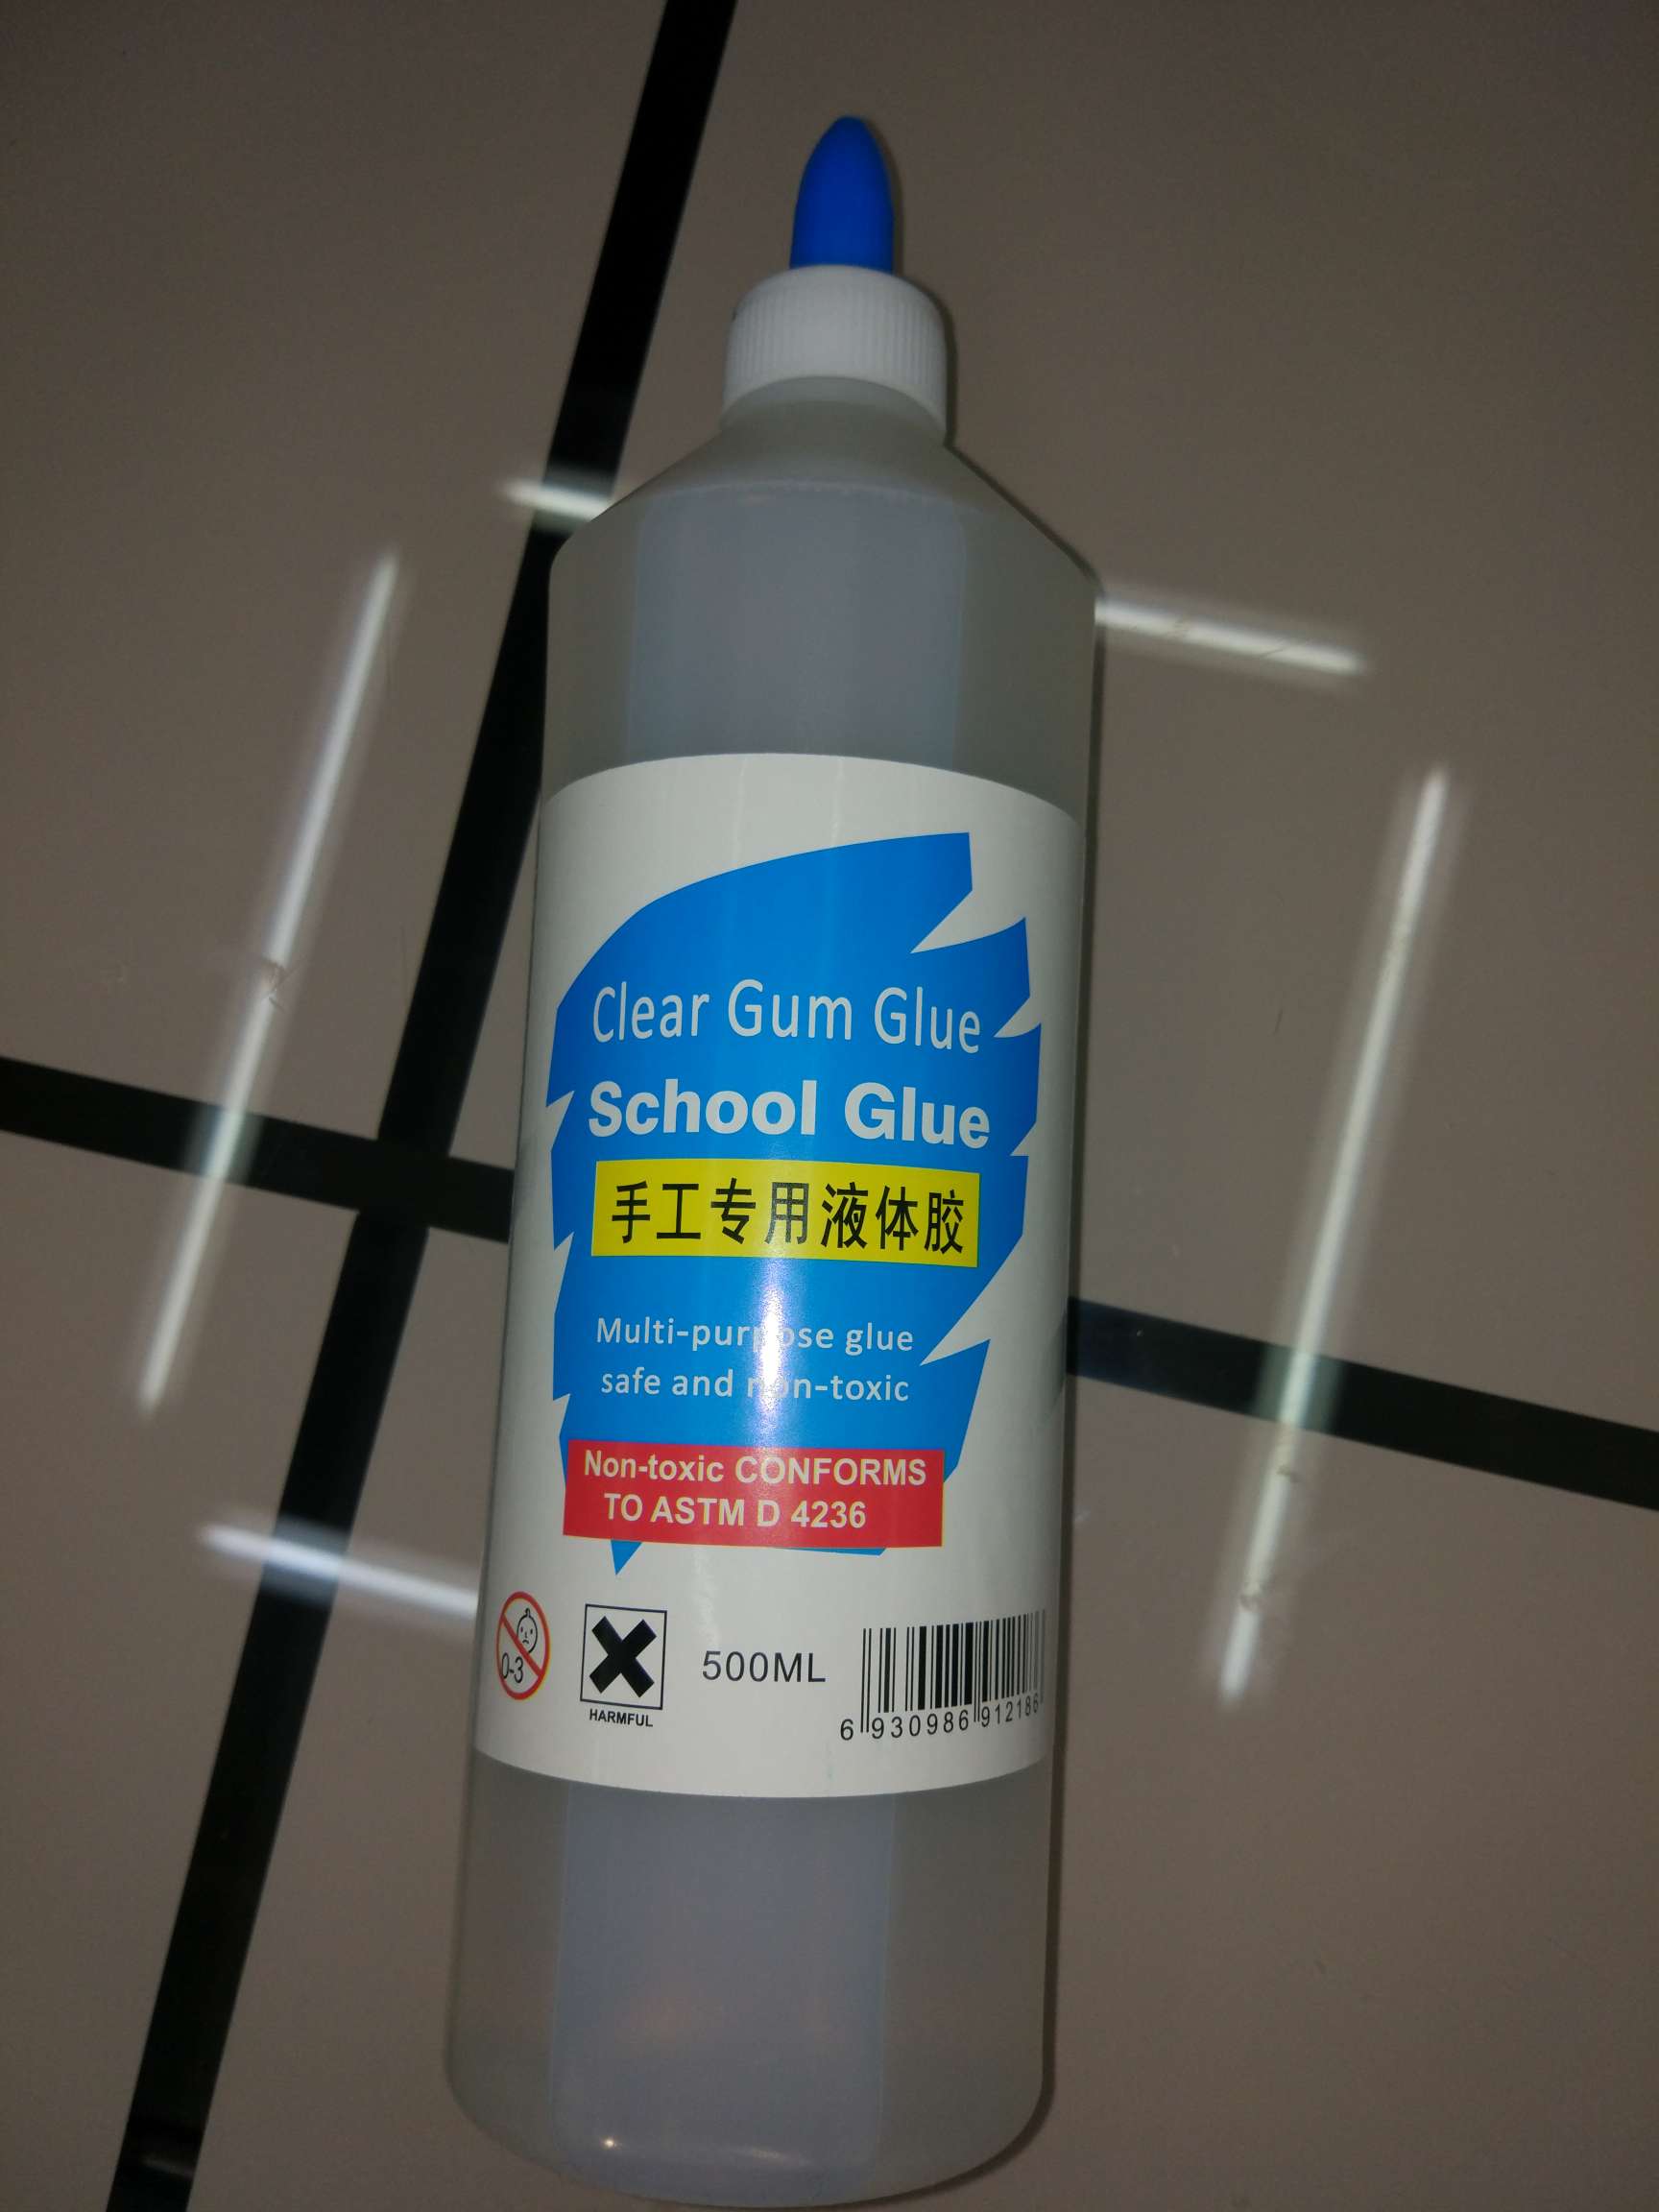 Clear Gum Glue
School Glue
手工专用液体胶
Multi-purpose glue
safe and non-toxic
Non-toxic CONFORMS
TO ASTM D 4236
0-3
HARMFUL
500ML
6 930986 912186